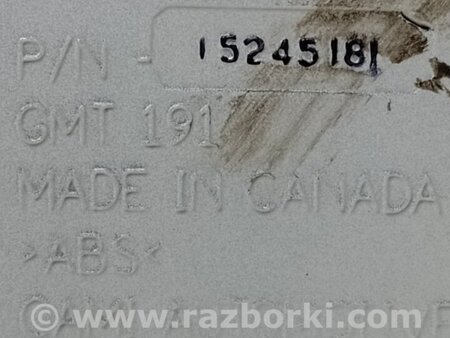 P/N - 15245181
GMT 191
MADE IN CANADA
>ABS<
www.razborki.com